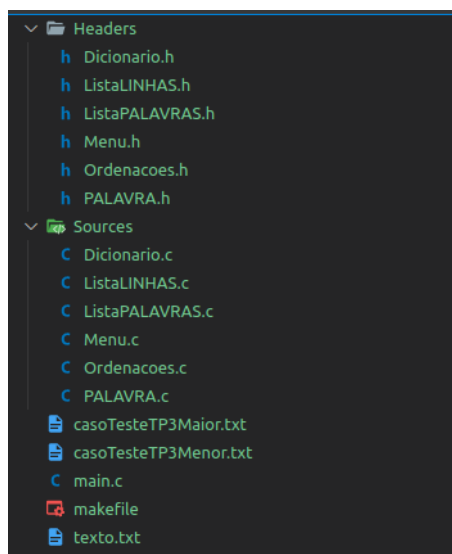 Headers
h Dicionario.h
h ListaLINHAS.h
h ListaPALAVRAS.h
h Menu.h
h Ordenacoes.h
h PALAVRA.h
Sources
C Dicionario.c
C ListaLINHAS.c
C ListaPALAVRAS.c
C Menu.c
C Ordenacoes.c
C PALAVRA.c
casoTesteTP3Maior.txt
casoTesteTP3Menor.txt
C main.c
makefile
texto.txt